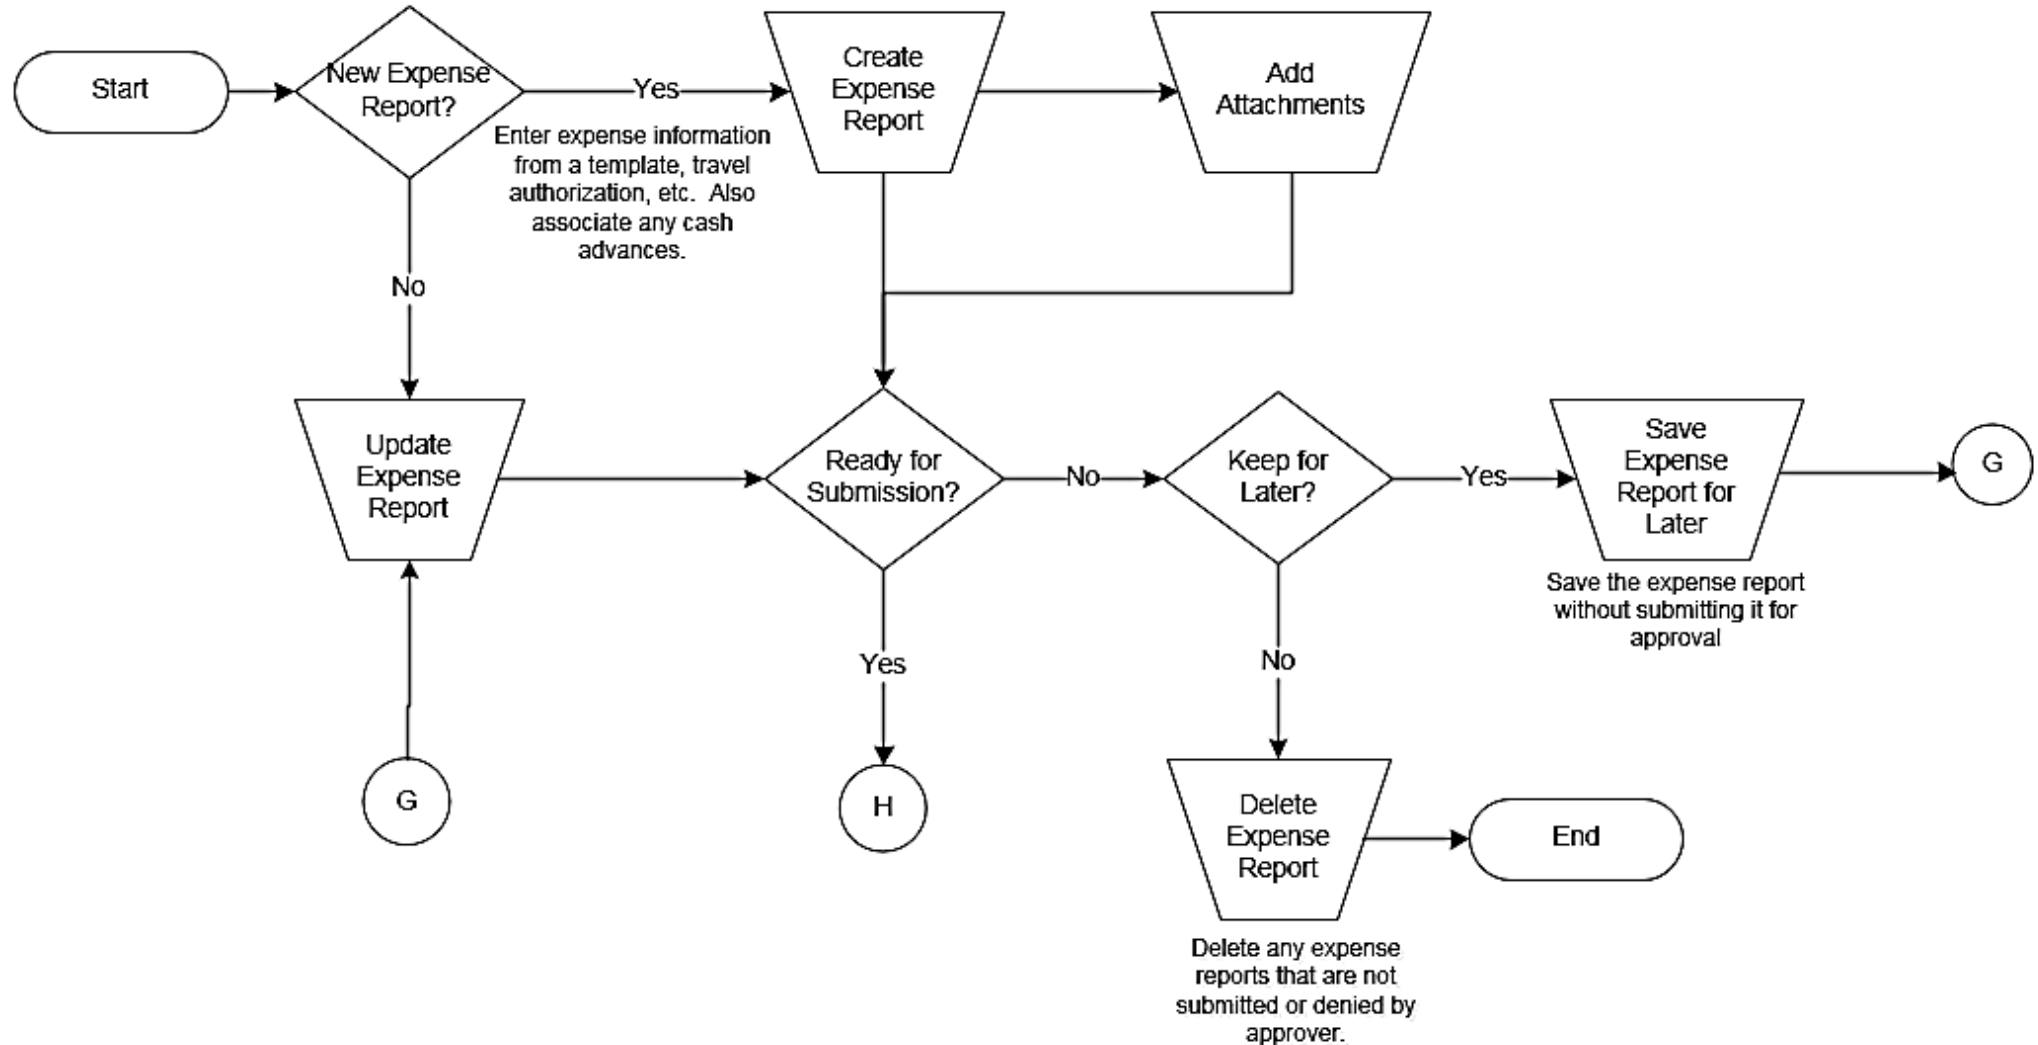 Start
New Expense
Report?
Yes
Enter expense information
from a template, travel
authorization, etc.  Also
associate any cash
advances.
Create
Expense
Report
Add
Attachments
No
Update
Expense
Report
Ready for
Submission?
No
Keep for
Later?
Yes
Save
Expense
Report for
Later
G
Save the expense report
without submitting it for
approval
Yes
No
G
H
Delete
Expense
Report
End
Delete any expense
reports that are not
submitted or denied by
approver.